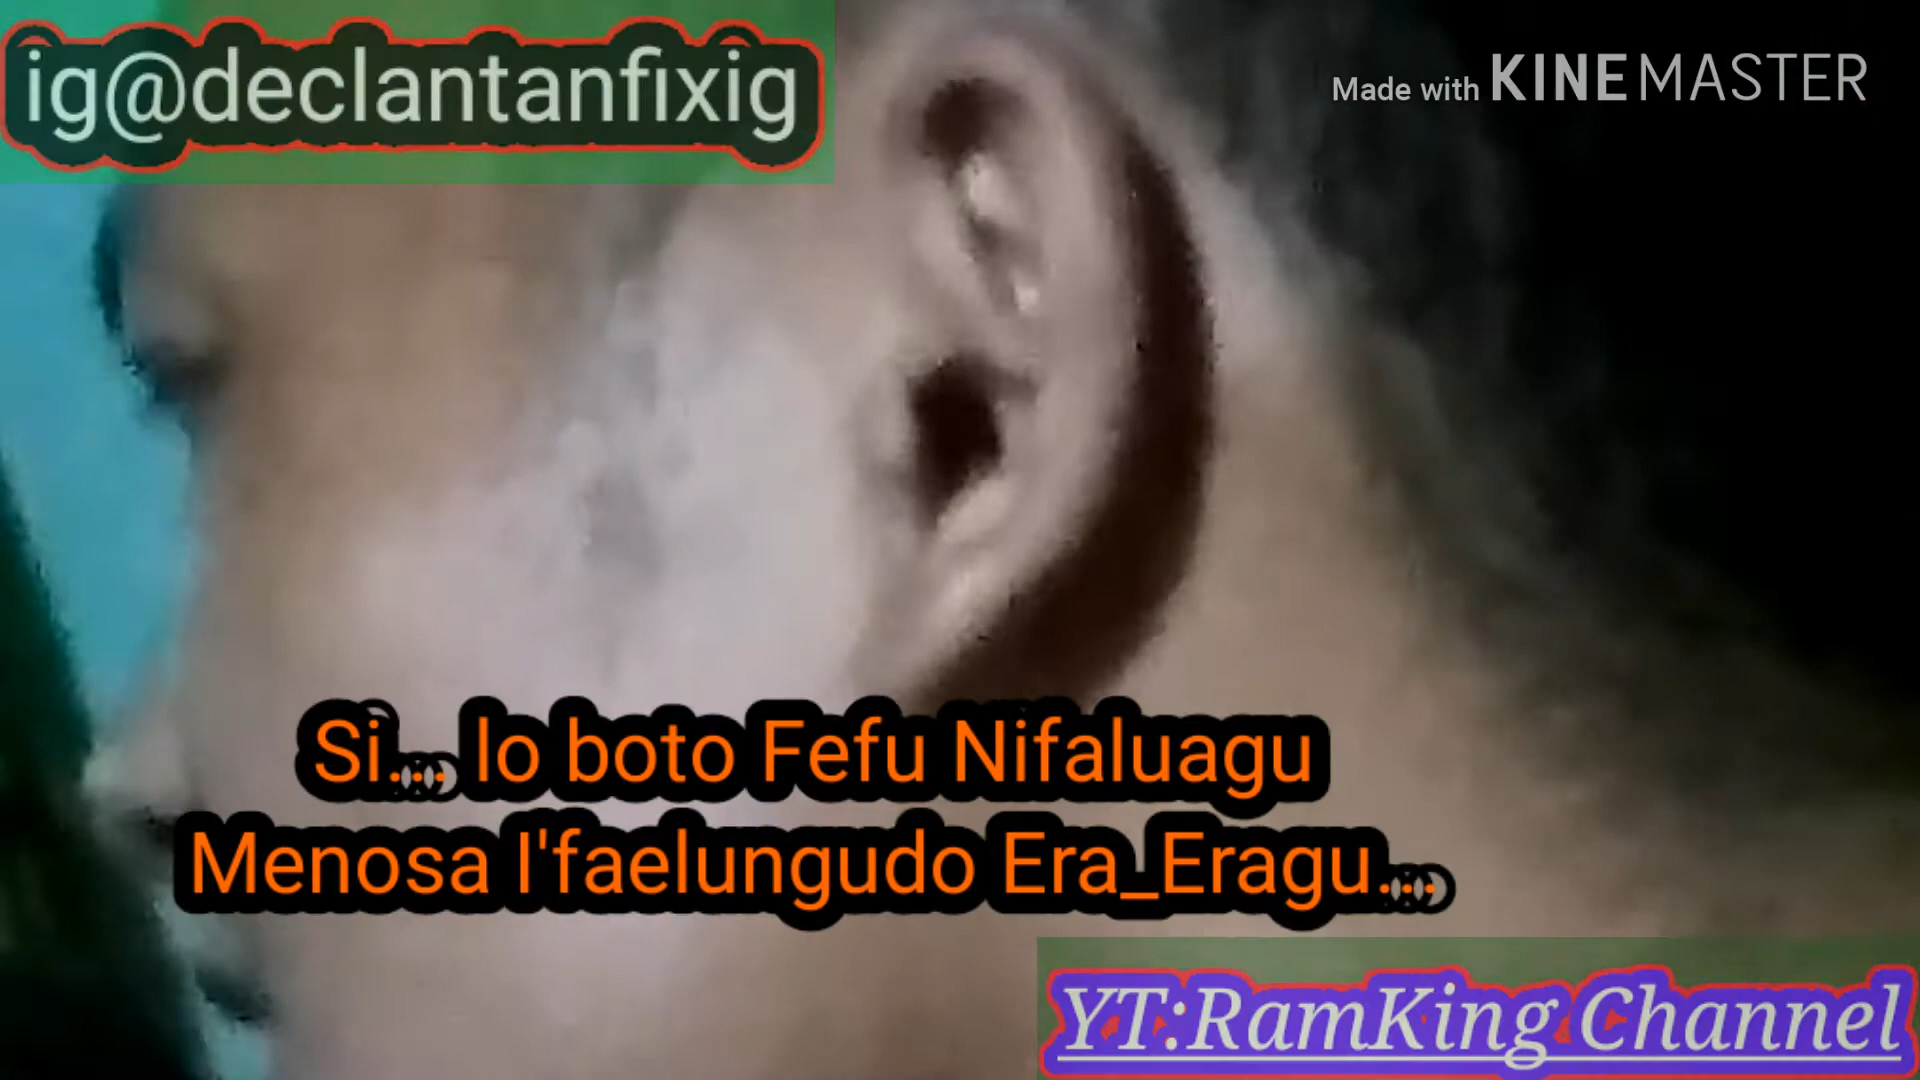 ig@declantanfixig
Made with KINEMASTER
Si... lo boto Fefu Nifaluagu
Menosa I'faelungudo Era_Eragu...
YT:RamKing Channel